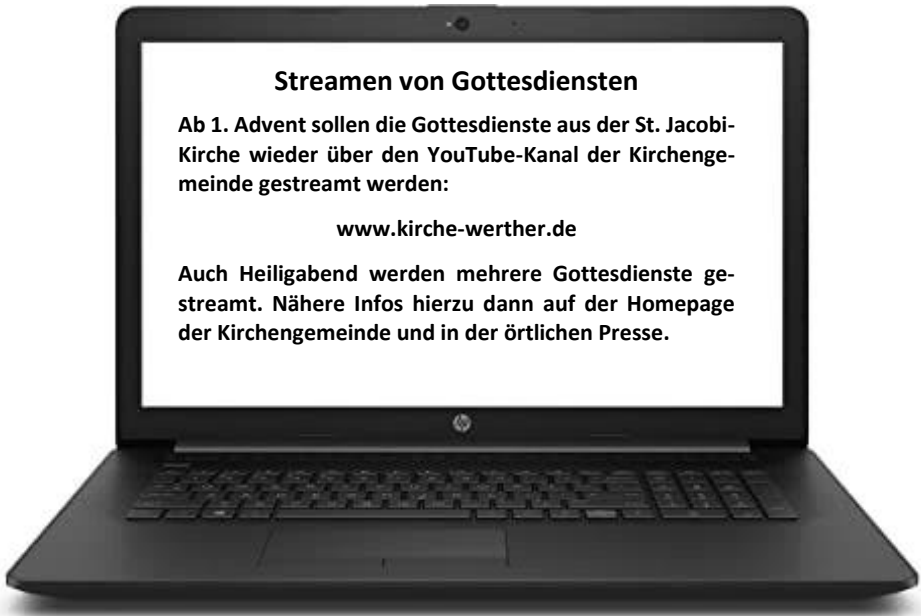 Streamen von Gottesdiensten
Ab 1. Advent sollen die Gottesdienste aus der St. Jacobi-
Kirche wieder über den YouTube-Kanal der Kirchenge-
meinde gestreamt werden:
www.kirche-werther.de
Auch Heiligabend werden mehrere Gottesdienste ge-
streamt. Nähere Infos hierzu dann auf der Homepage
der Kirchengemeinde und in der örtlichen Presse.
hp